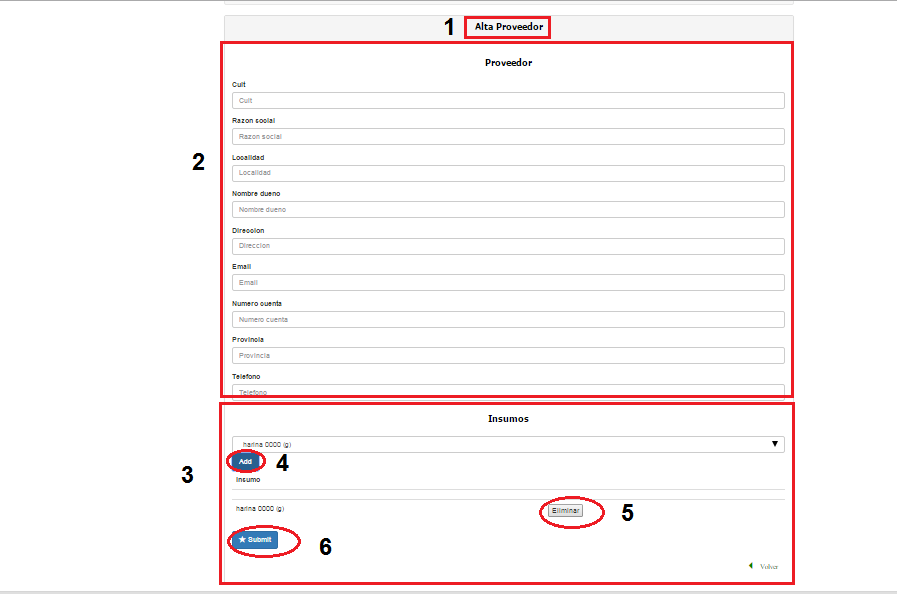 1 Alta Proveedor
Proveedor
Cuit
Cuit
Razon social
Razon social
2
Localidad
Localidad
Nombre dueno
Nombre dueno
Direccion
Direccion
Email
Email
Numero cuenta
Numero cuenta
Provincia
Provincia
Telefono
Telefono
Insumos
harina 0000 (g)
Add 4
3
Insumo
harina 0000 (g) Eliminar 5
Submit 6
Volver